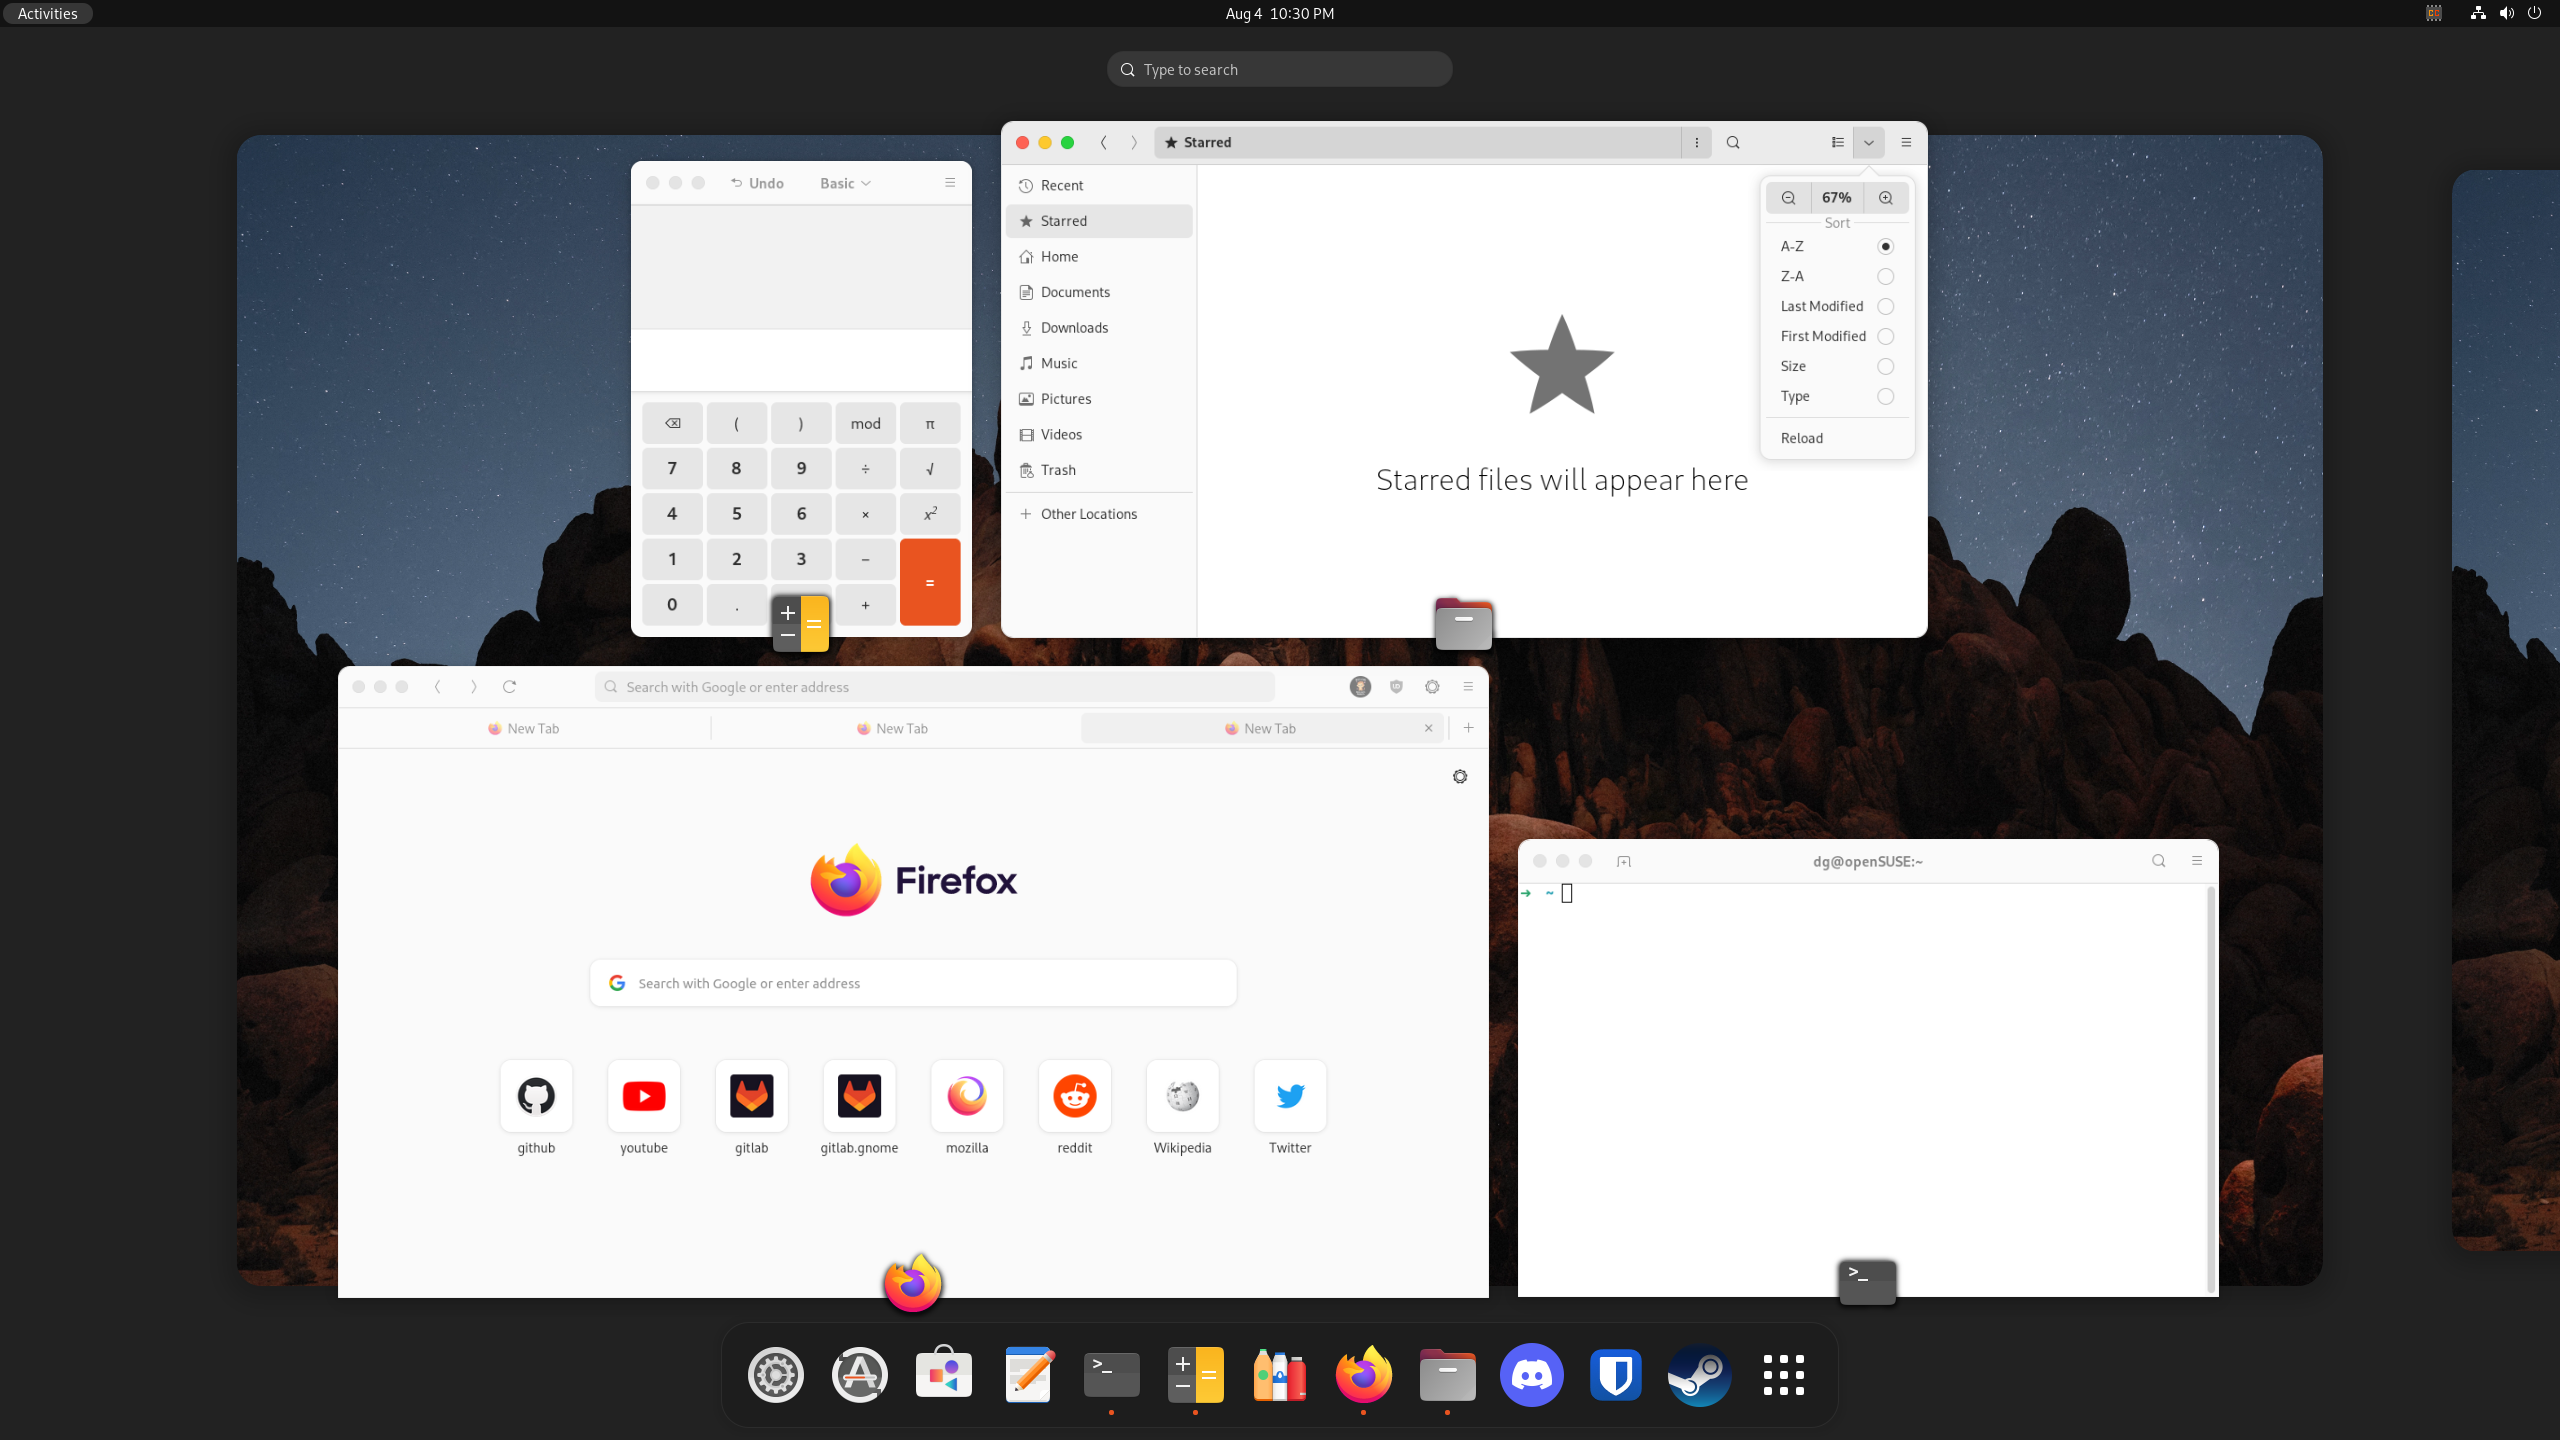 Activities
Aug 4 10:30 PM
Type to search
Undo
Basic
( ) mod π
7 8 9 ÷ √
4 5 6 × x²
1 2 3 − =
0 . +
Starred
Recent
Starred
Home
Documents
Downloads
Music
Pictures
Videos
Trash
Other Locations
Starred files will appear here
67%
Sort
A-Z
Z-A
Last Modified
First Modified
Size
Type
Reload
Search with Google or enter address
New Tab
New Tab
New Tab
Firefox
Search with Google or enter address
github
youtube
gitlab
gitlab.gnome
mozilla
reddit
Wikipedia
Twitter
dg@openSUSE:~
➜ ~